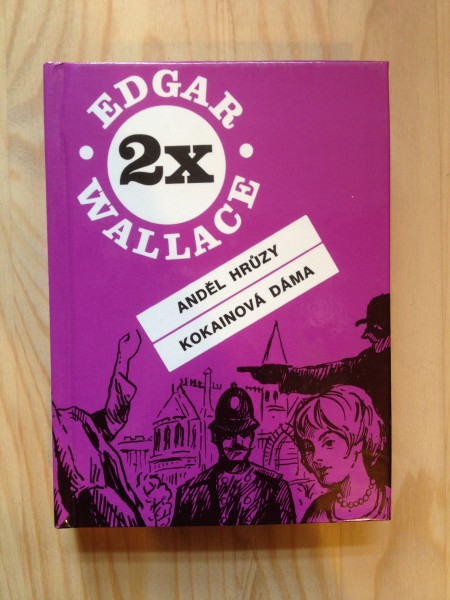 EDGAR
2x
WALLACE
ANDĚL HRŮZY
KOKAINOVÁ DÁMA